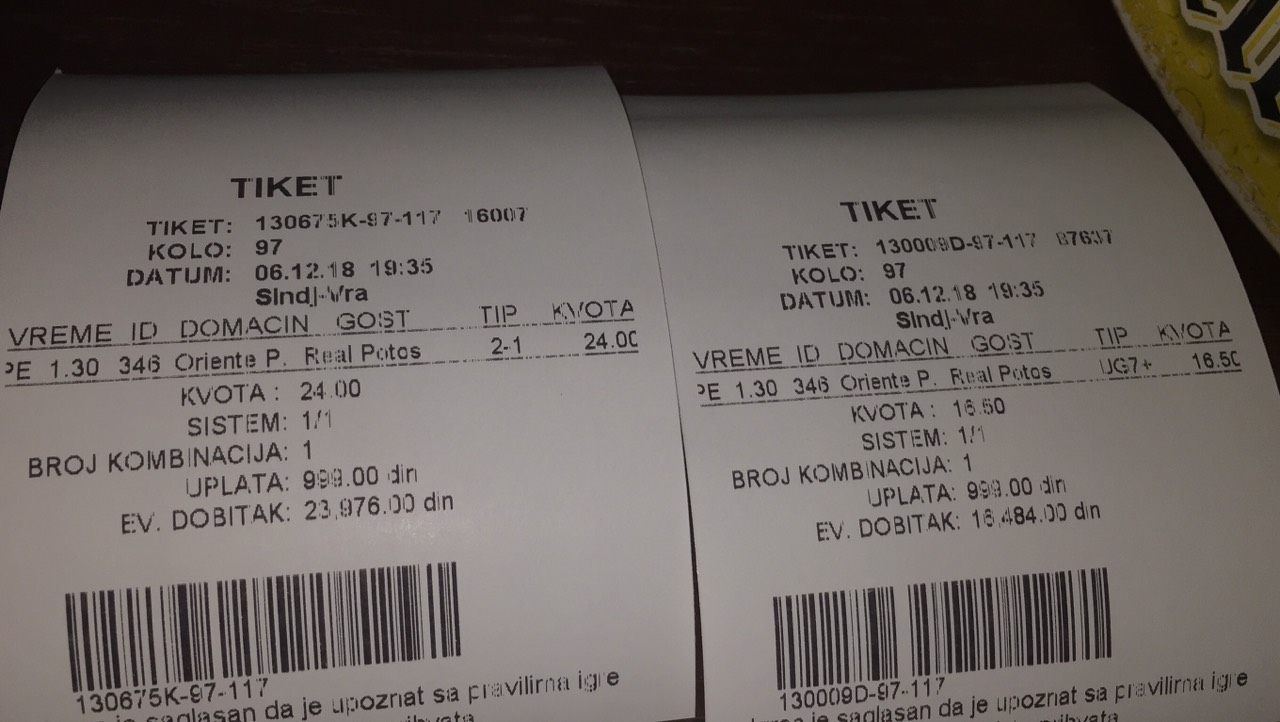 TIKET
TIKET: 130675K-97-117 16007
KOLO: 97
DATUM: 06.12.18 19:35
SIndj-Vra
VREME ID DOMACIN GOST TIP KVOTA
PE 1.30 346 Oriente P. Real Potos 2-1 24.00
KVOTA : 24.00
SISTEM: 1/1
BROJ KOMBINACIJA: 1
UPLATA: 999.00 din
EV. DOBITAK: 23,976.00 din
130675K-97-117
je saglasan da je upoznat sa pravilima igre
TIKET
TIKET: 130009D-97-117 87637
KOLO: 97
DATUM: 06.12.18 19:35
SIndj-Vra
VREME ID DOMACIN GOST TIP KVOTA
PE 1.30 346 Oriente P. Real Potos UG7+ 16.50
KVOTA : 16.50
SISTEM: 1/1
BROJ KOMBINACIJA: 1
UPLATA: 999.00 din
EV. DOBITAK: 16,484.00 din
130009D-97-117
je saglasan da je upoznat sa pravilima igre